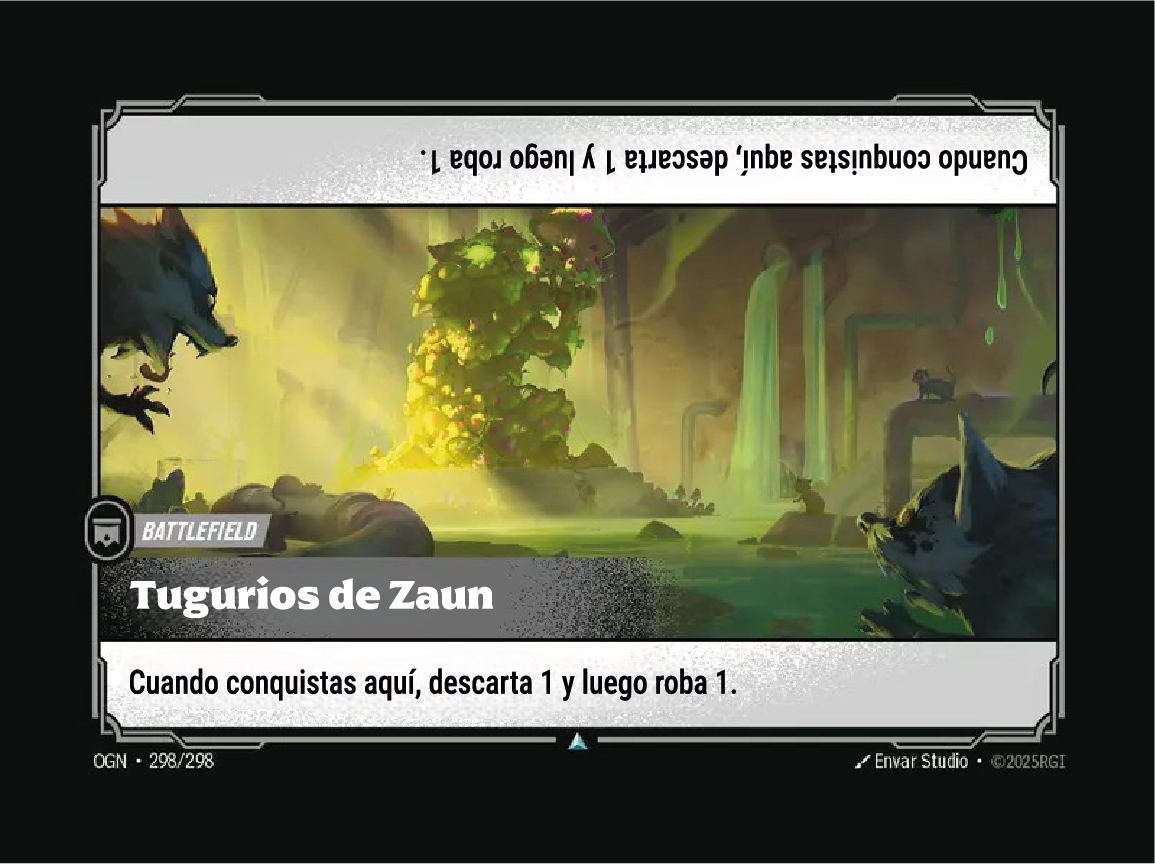 Cuando conquistas aquí, descarta 1 y luego roba 1.
BATTLEFIELD
Tugurios de Zaun
Cuando conquistas aquí, descarta 1 y luego roba 1.
OGN • 298/298
Envar Studio • ©2025RGI